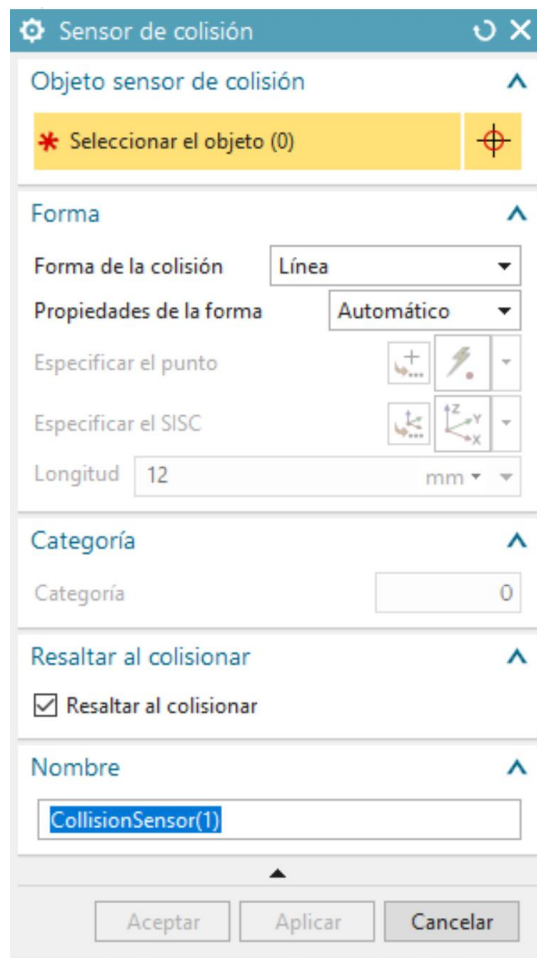 Sensor de colisión
Objeto sensor de colisión
* Seleccionar el objeto (0)
Forma
Forma de la colisión Línea
Propiedades de la forma Automático
Especificar el punto
Especificar el SISC
Z Y X
Longitud 12 mm
Categoría
Categoría 0
Resaltar al colisionar
Resaltar al colisionar
Nombre
CollisionSensor(1)
Aceptar Aplicar Cancelar